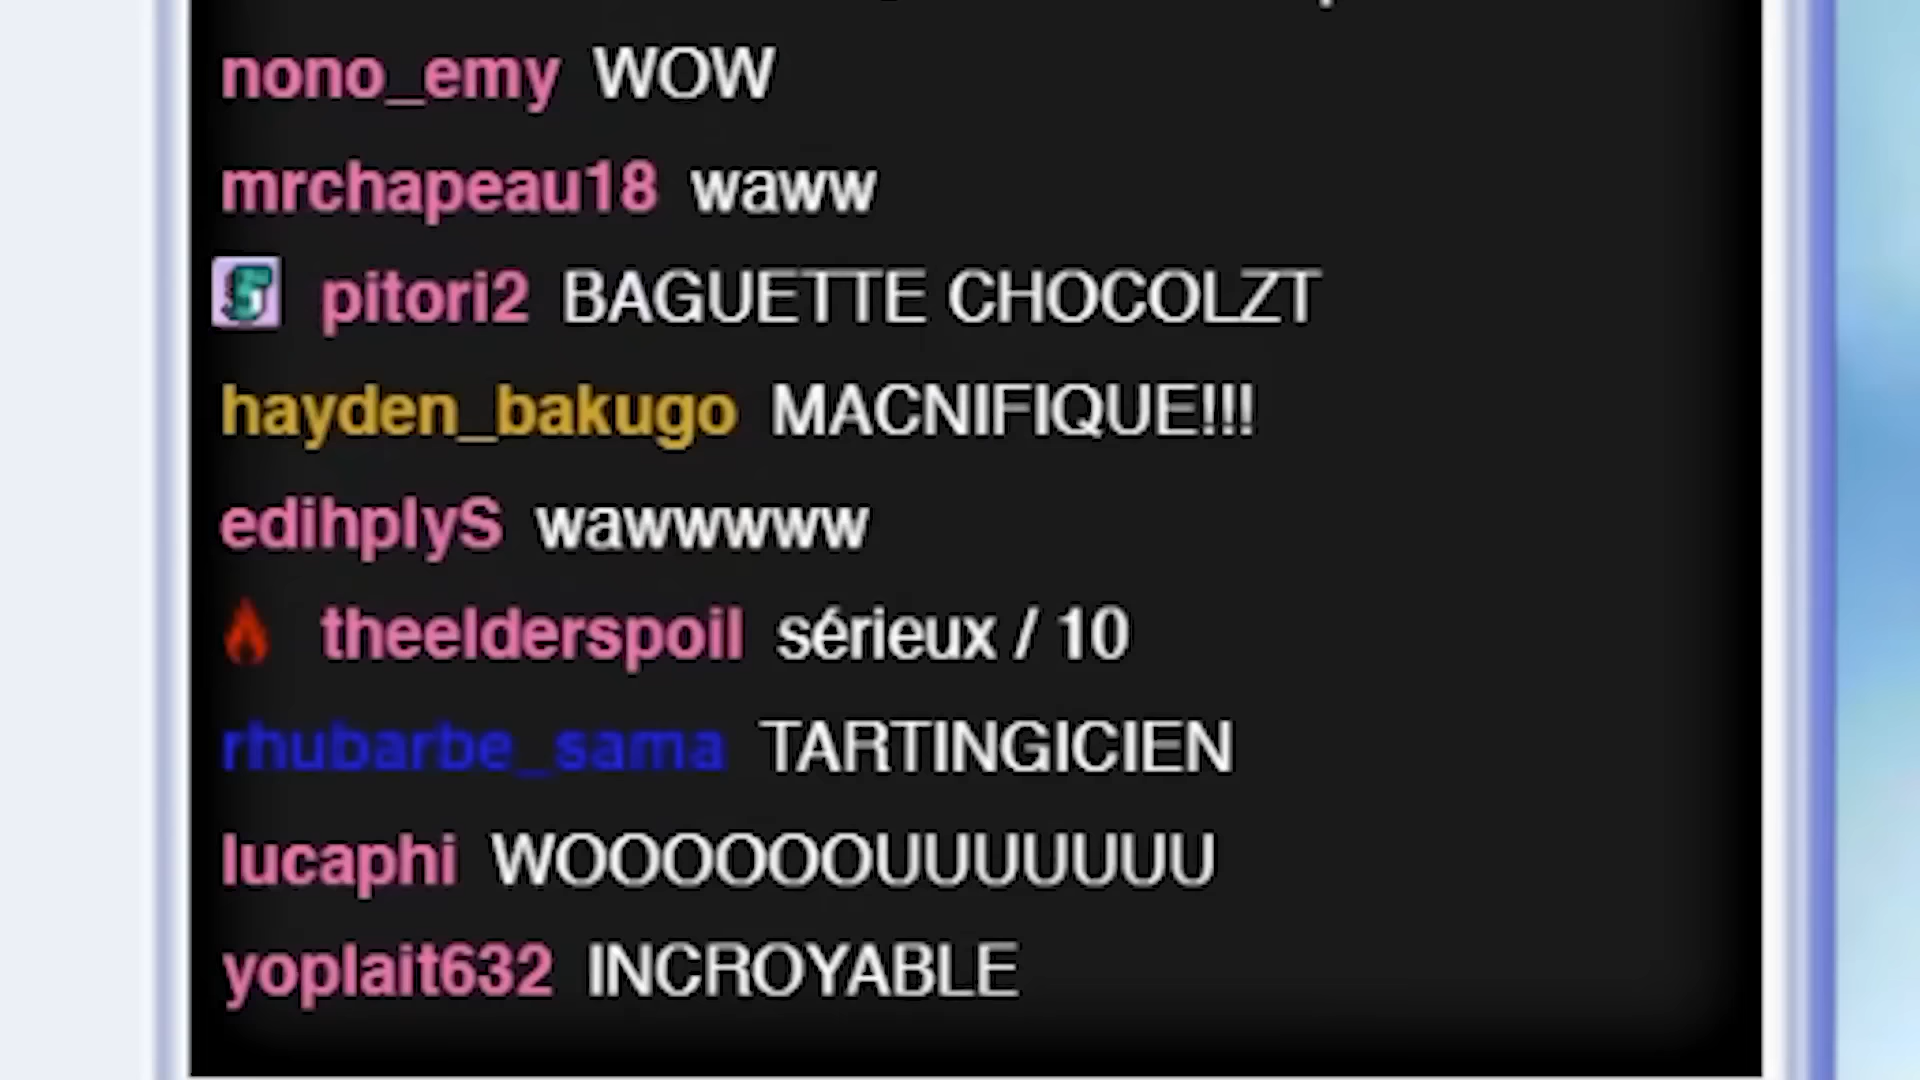 nono_emy WOW
mrchapeau18 waww
pitori2 BAGUETTE CHOCOLZT
hayden_bakugo MACNIFIQUE!!!
edihplyS wawwwww
theelderspoil sérieux / 10
rhubarbe_sama TARTINGICIEN
lucaphi WOOOOOOUUUUUUU
yoplait632 INCROYABLE